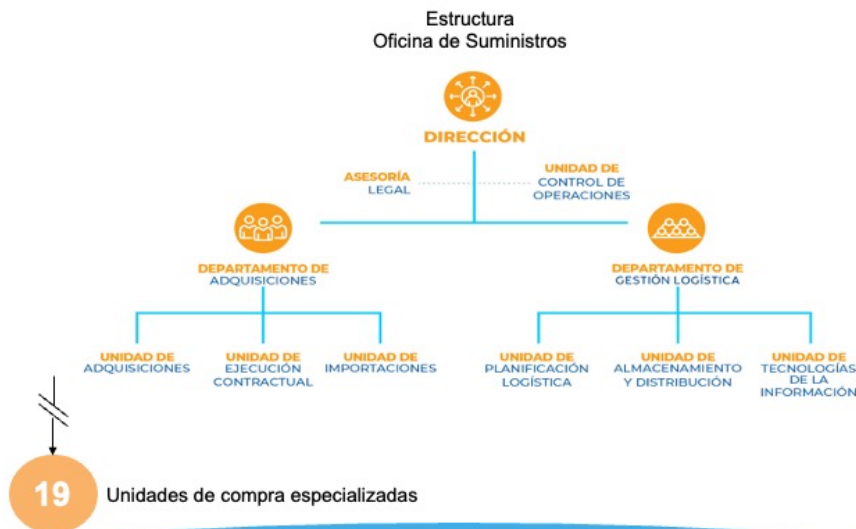 Estructura
Oficina de Suministros
DIRECCIÓN
ASESORÍA
LEGAL
UNIDAD DE
CONTROL DE
OPERACIONES
DEPARTAMENTO DE
ADQUISICIONES
DEPARTAMENTO DE
GESTIÓN LOGÍSTICA
UNIDAD DE
ADQUISICIONES
UNIDAD DE
EJECUCIÓN
CONTRACTUAL
UNIDAD DE
IMPORTACIONES
UNIDAD DE
PLANIFICACIÓN
LOGÍSTICA
UNIDAD DE
ALMACENAMIENTO
Y DISTRIBUCIÓN
UNIDAD DE
TECNOLOGÍAS
DE LA
INFORMACIÓN
19
Unidades de compra especializadas